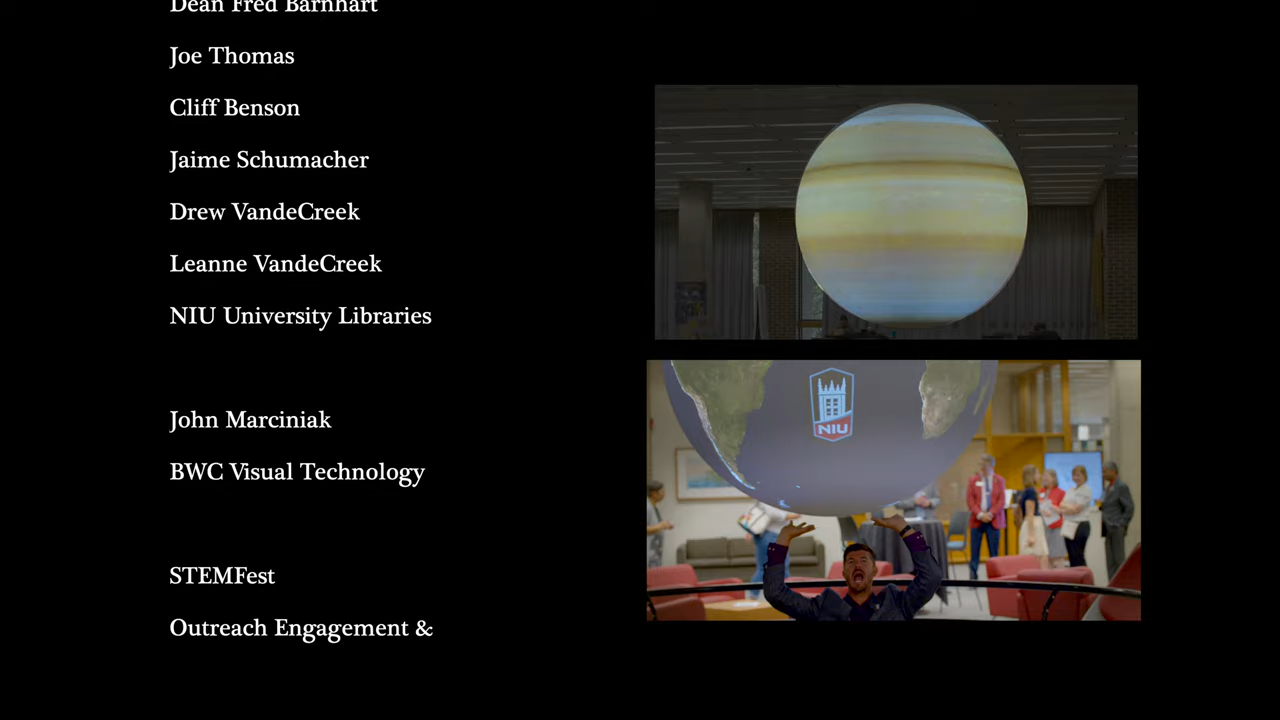 Dean Fred Barnhart
Joe Thomas
Cliff Benson
Jaime Schumacher
Drew VandeCreek
Leanne VandeCreek
NIU University Libraries
John Marciniak
BWC Visual Technology
STEMFest
Outreach Engagement &
NIU